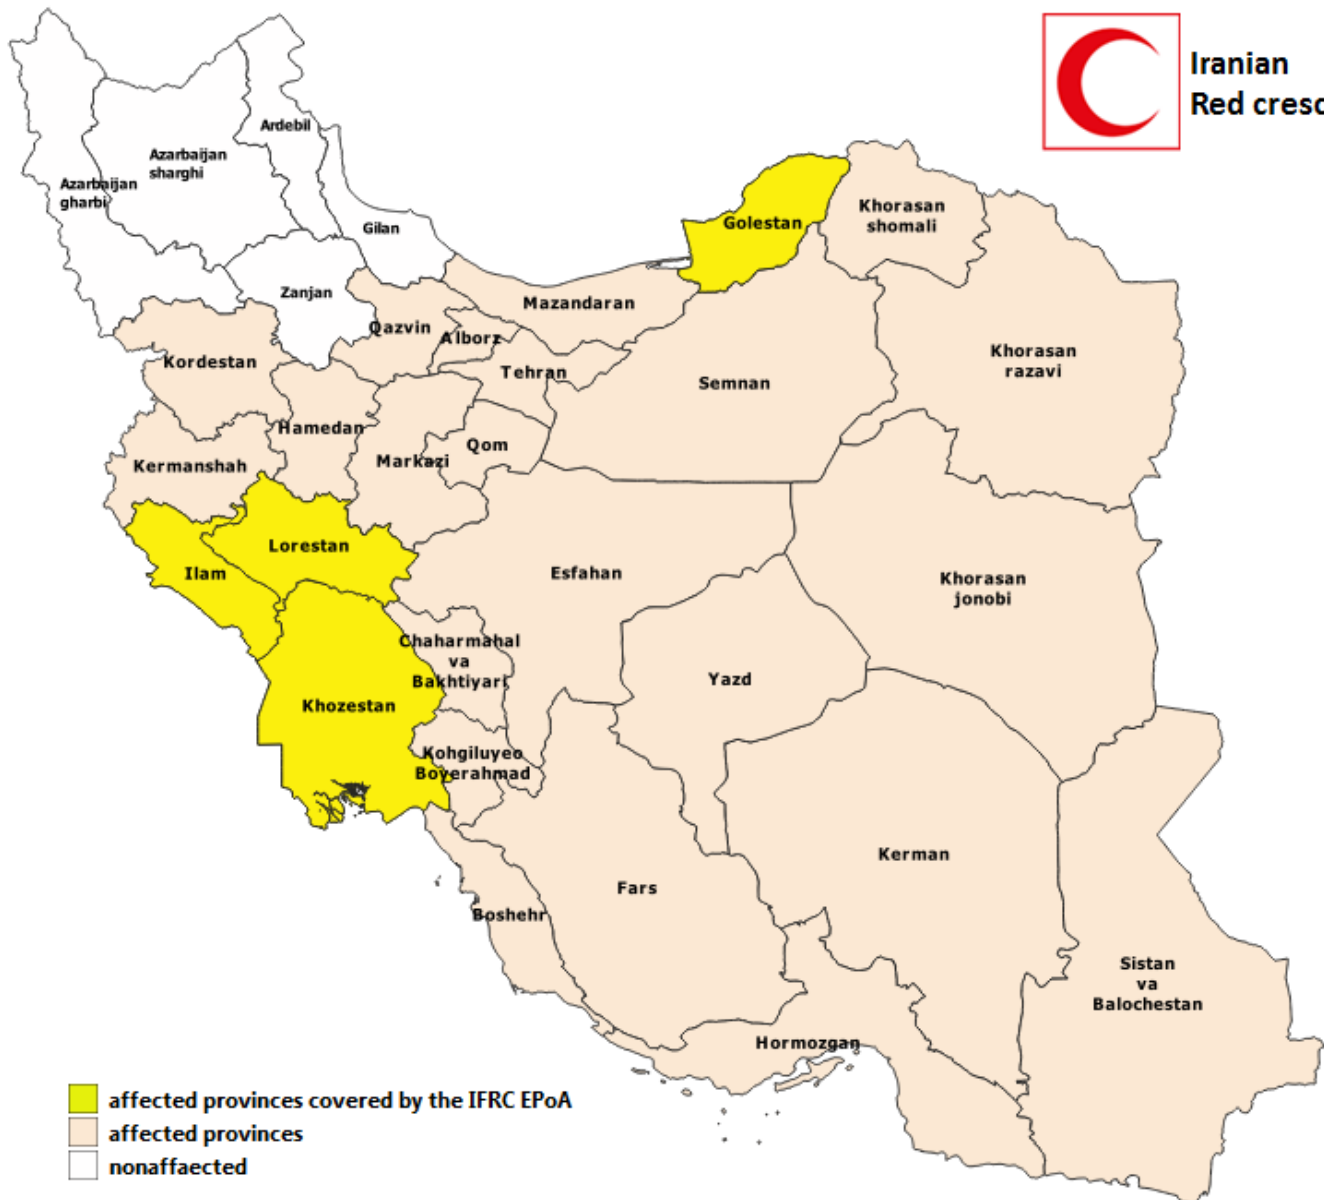 Iranian
Red cresc
Ardebil
Azarbaijan
sharghi
Azarbaijan
gharbi
Gilan
Golestan
Khorasan
shomali
Zanjan
Mazandaran
Qazvin
Alborz
Kordestan
Tehran
Khorasan
razavi
Semnan
Hamedan
Qom
Markazi
Kermanshah
Lorestan
Ilam
Esfahan
Khorasan
jonobi
Chaharmahal
va
Bakhtiyari
Yazd
Khozestan
Kohgiluyeo
Boyerahmad
Kerman
Fars
Boshehr
Sistan
va
Balochestan
Hormozgan
affected provinces covered by the IFRC EPoA
affected provinces
nonaffaected